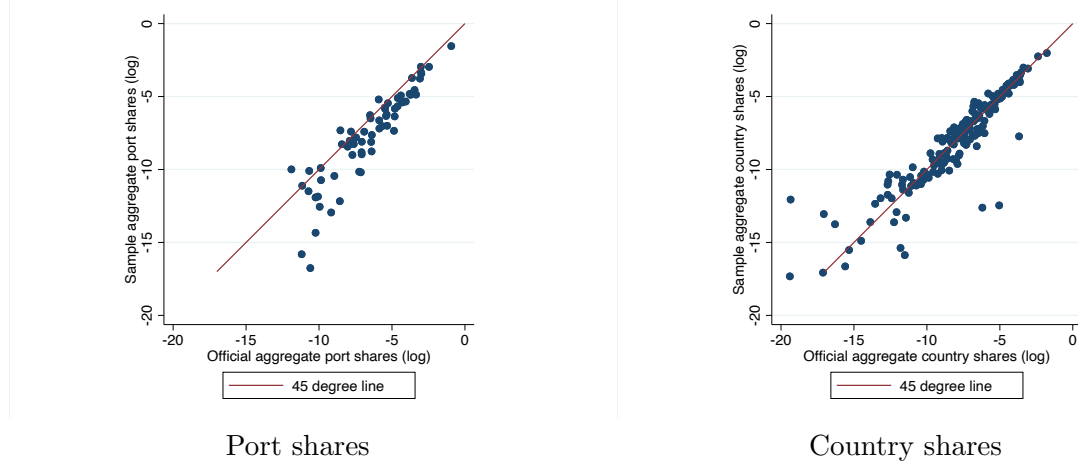 Sample aggregate port shares (log)
0
-5
-10
-15
-20
-20 -15 -10 -5 0
Official aggregate port shares (log)
45 degree line
Port shares
Sample aggregate country shares (log)
0
-5
-10
-15
-20
-20 -15 -10 -5 0
Official aggregate country shares (log)
45 degree line
Country shares